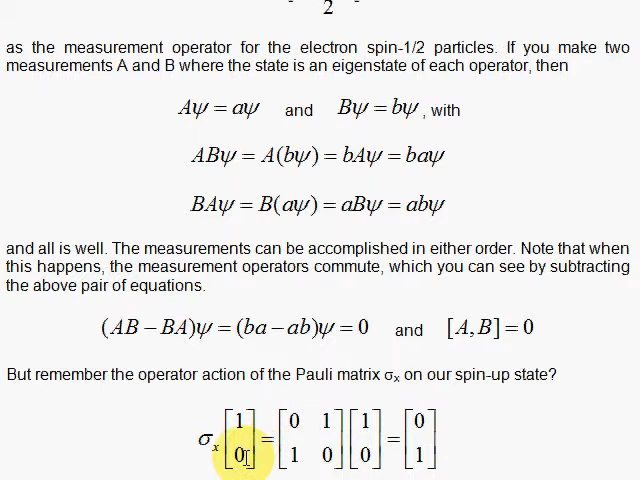 2
as the measurement operator for the electron spin-1/2 particles. If you make two
measurements A and B where the state is an eigenstate of each operator, then
Aψ = aψ and Bψ = bψ , with
ABψ = A(bψ) = bAψ = baψ
BAψ = B(aψ) = aBψ = abψ
and all is well. The measurements can be accomplished in either order. Note that when
this happens, the measurement operators commute, which you can see by subtracting
the above pair of equations.
(AB − BA)ψ = (ba − ab)ψ = 0 and [A, B] = 0
But remember the operator action of the Pauli matrix σx on our spin-up state?
σx [1 0] = [0 1 1 0] [1 0] = [0 1]